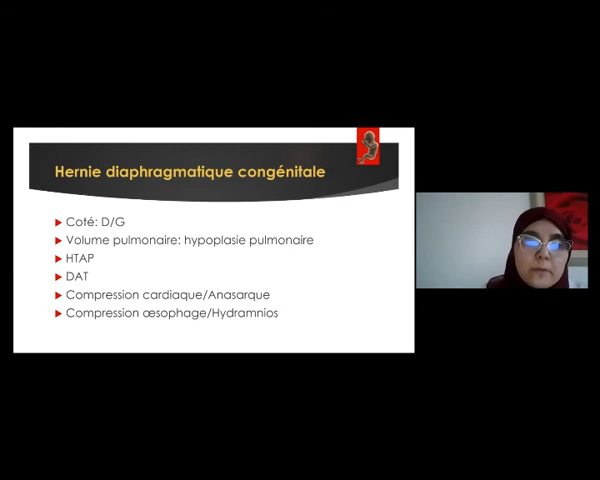 Hernie diaphragmatique congénitale
Coté: D/G
Volume pulmonaire: hypoplasie pulmonaire
HTAP
DAT
Compression cardiaque/Anasarque
Compression œsophage/Hydramnios